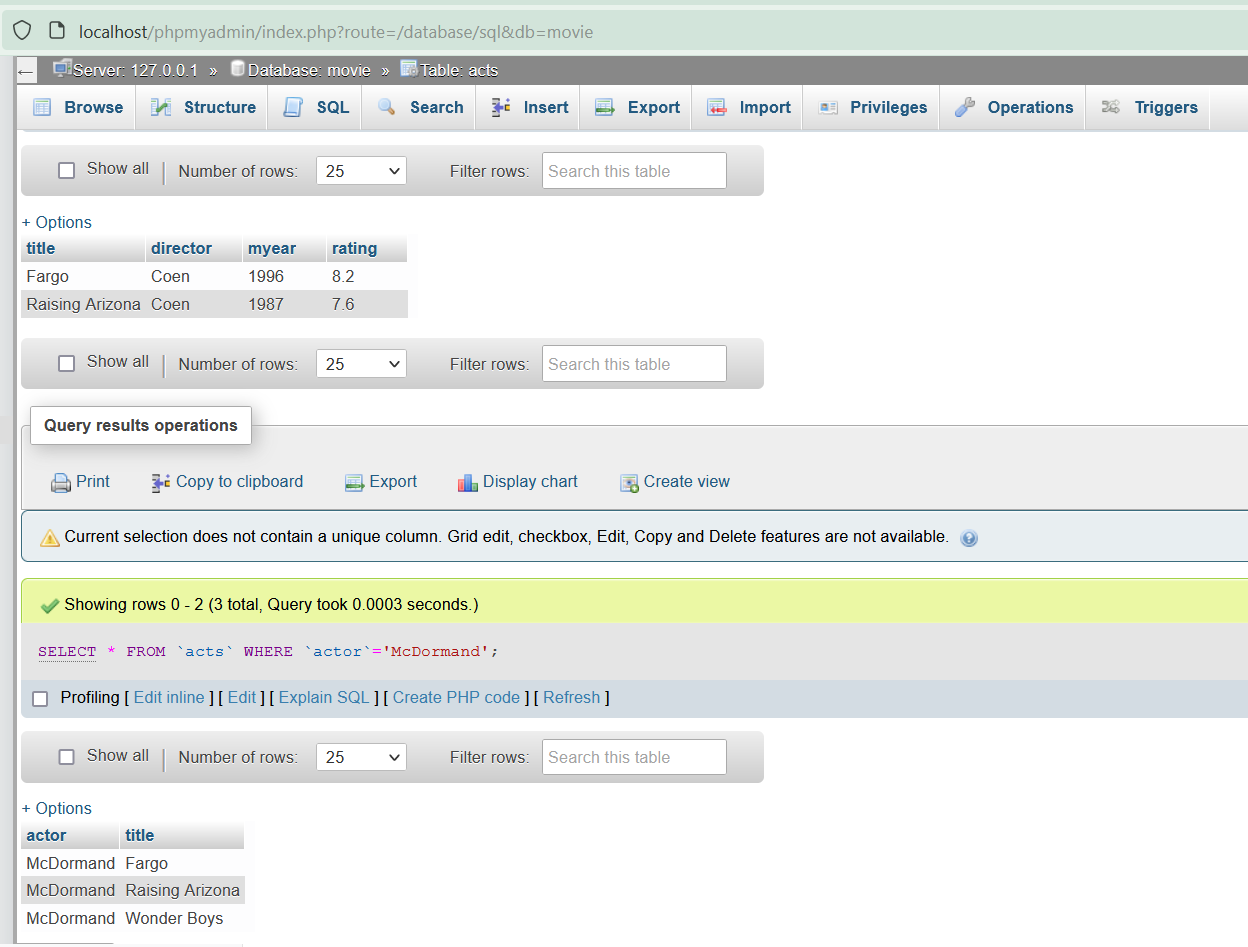 localhost/phpmyadmin/index.php?route=/database/sql&db=movie
← Server: 127.0.0.1 » Database: movie » Table: acts
Browse Structure SQL Search Insert Export Import Privileges Operations Triggers
Show all | Number of rows: 25 Filter rows: Search this table
+ Options
title director myear rating
Fargo Coen 1996 8.2
Raising Arizona Coen 1987 7.6
Show all | Number of rows: 25 Filter rows: Search this table
Query results operations
Print Copy to clipboard Export Display chart Create view
Current selection does not contain a unique column. Grid edit, checkbox, Edit, Copy and Delete features are not available.
Showing rows 0 - 2 (3 total, Query took 0.0003 seconds.)
SELECT * FROM `acts` WHERE `actor`='McDormand';
Profiling [ Edit inline ] [ Edit ] [ Explain SQL ] [ Create PHP code ] [ Refresh ]
Show all | Number of rows: 25 Filter rows: Search this table
+ Options
actor title
McDormand Fargo
McDormand Raising Arizona
McDormand Wonder Boys